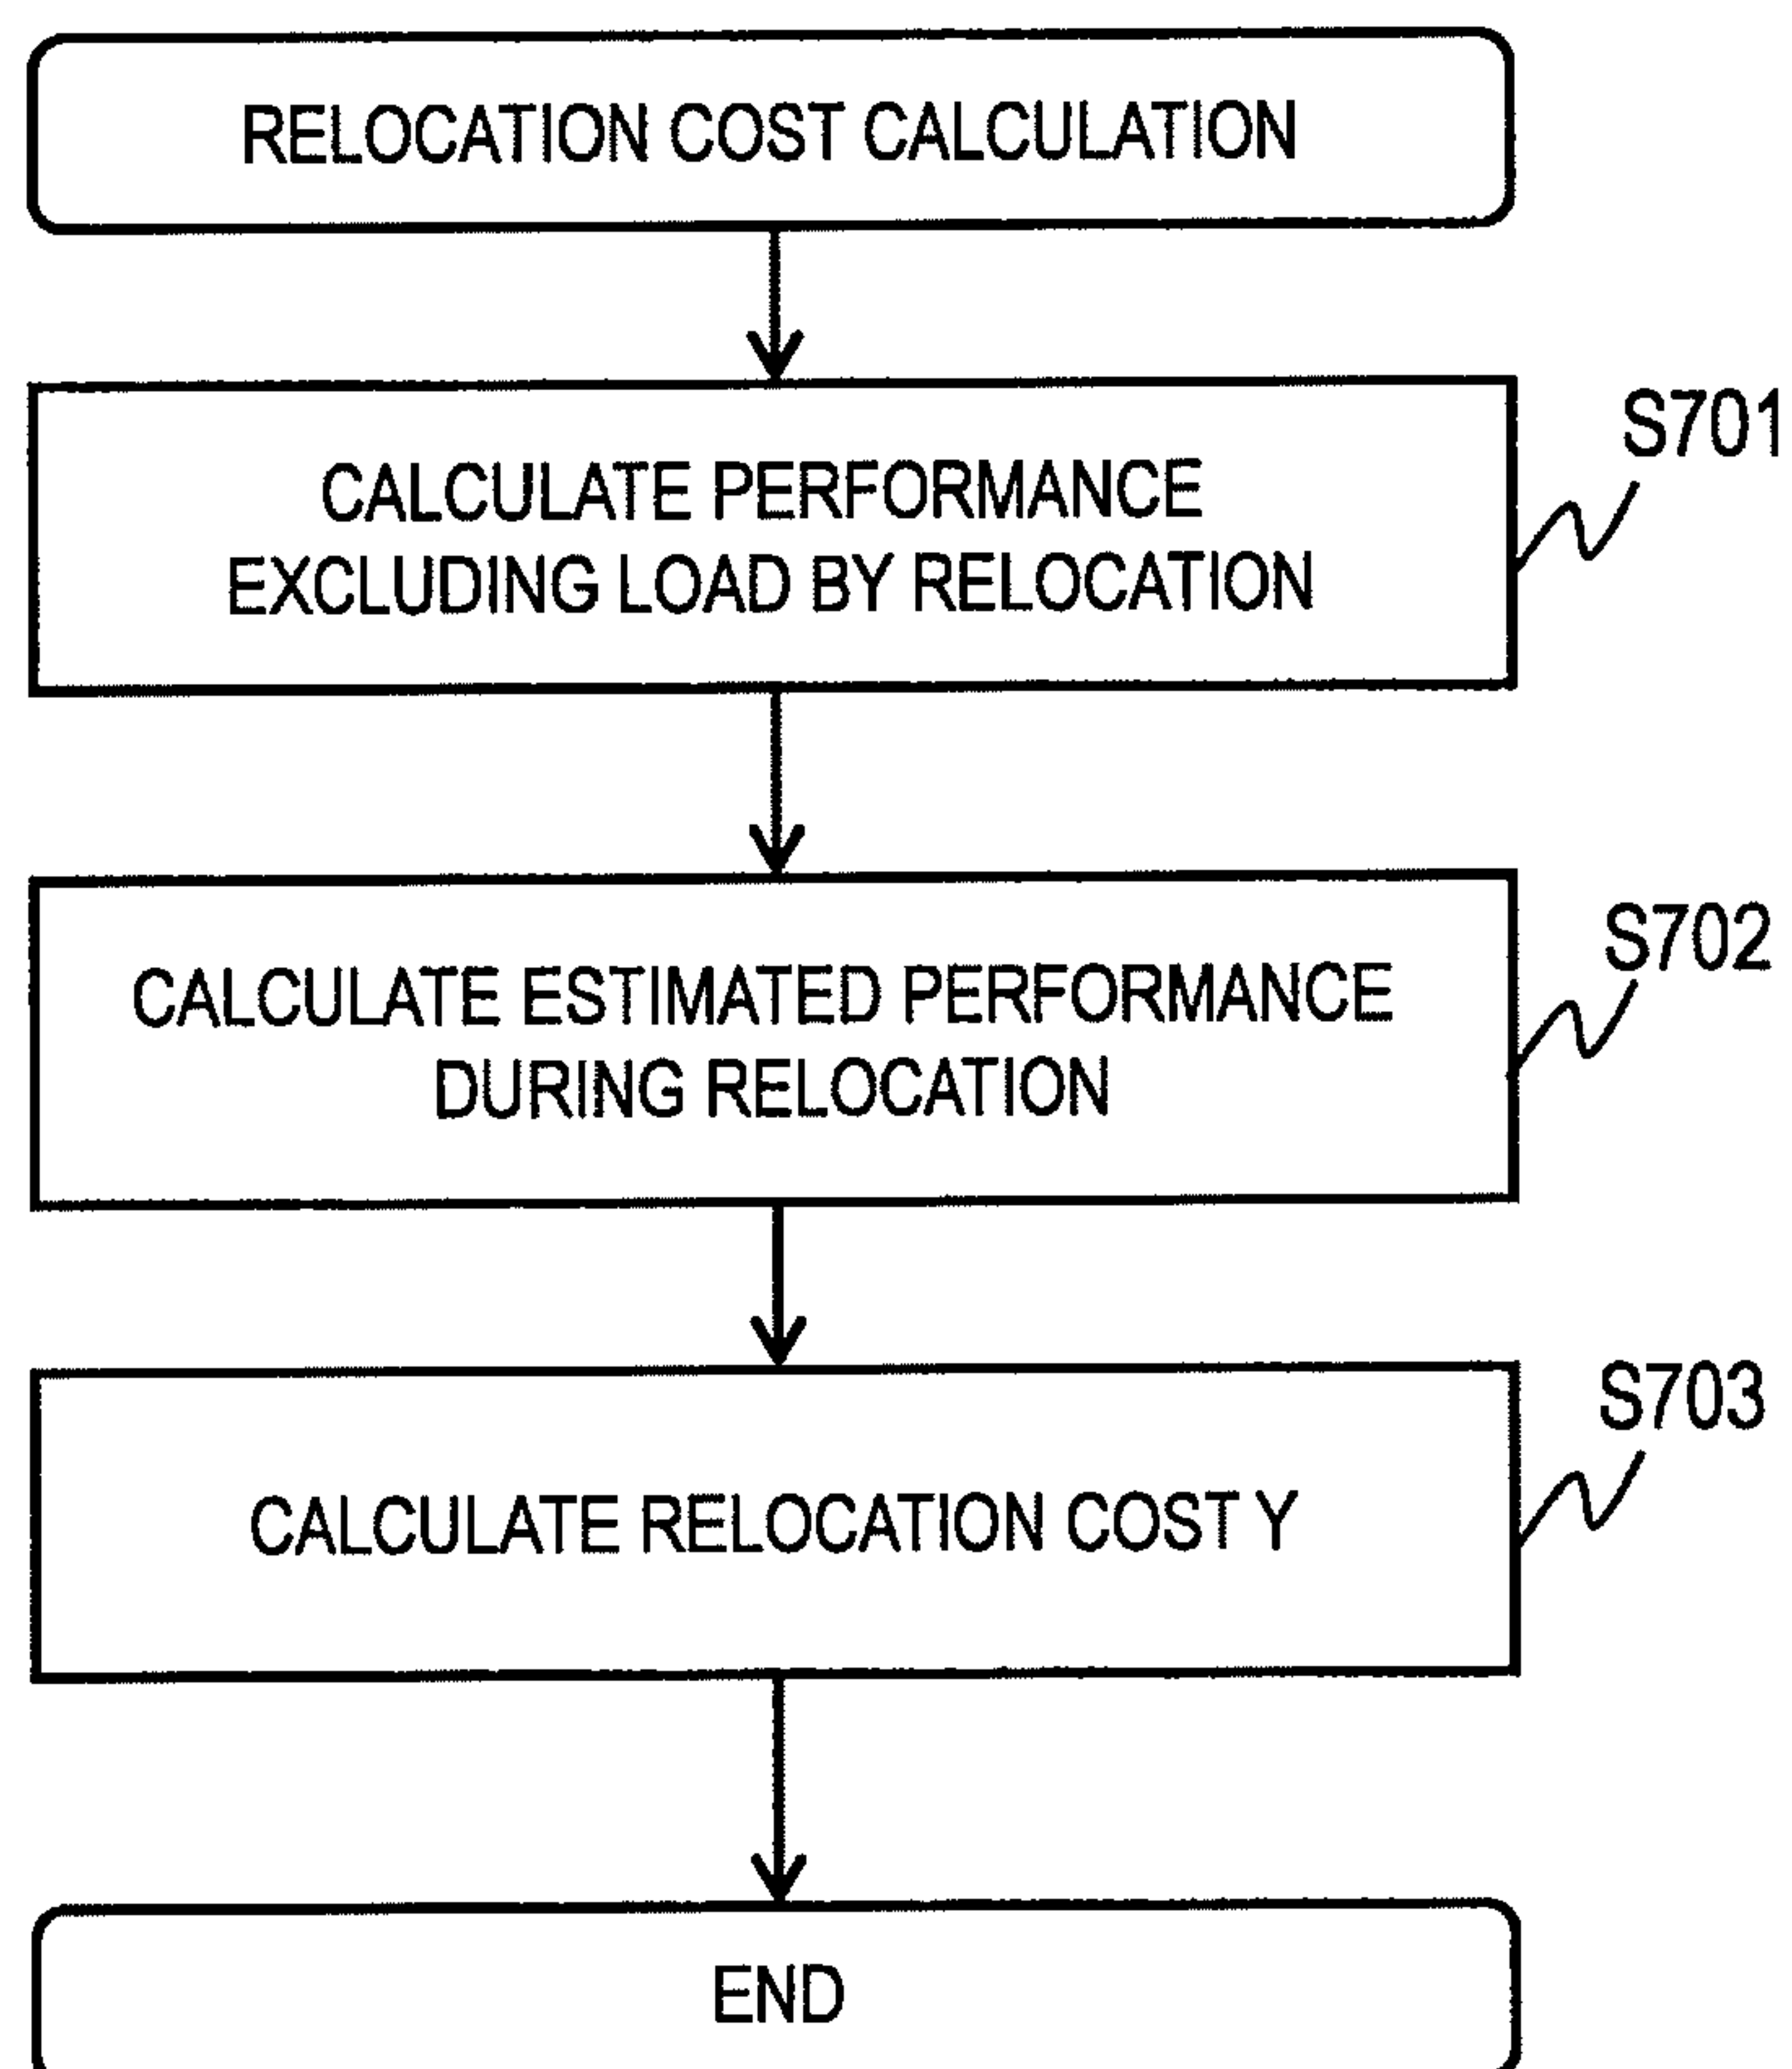 RELOCATION COST CALCULATION
S701
CALCULATE PERFORMANCE
EXCLUDING LOAD BY RELOCATION
S702
CALCULATE ESTIMATED PERFORMANCE
DURING RELOCATION
S703
CALCULATE RELOCATION COST Y
END